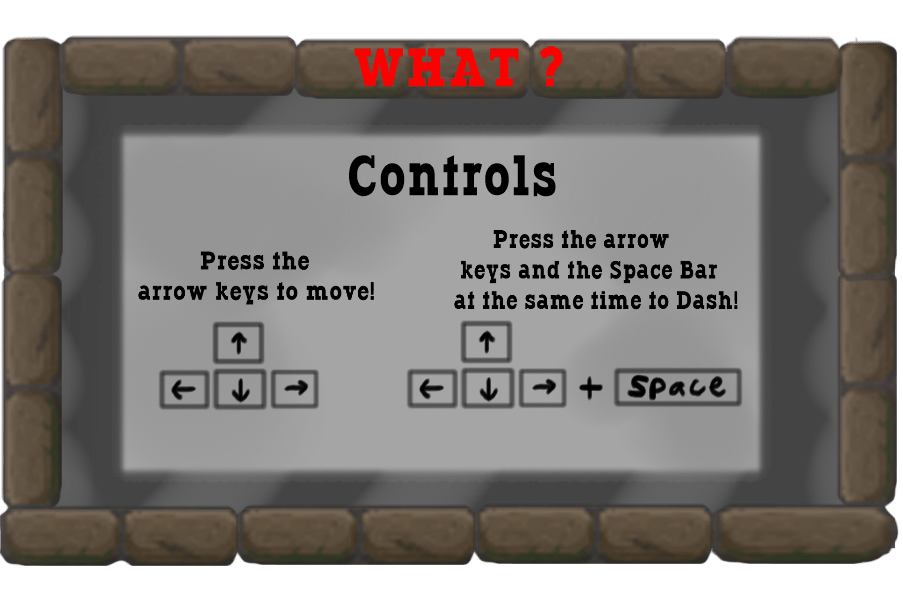 WHAT ?
Controls
Press the
arrow keys to move!
Press the arrow
keys and the Space Bar
at the same time to Dash!
↑
← ↓ →
↑
← ↓ → + space